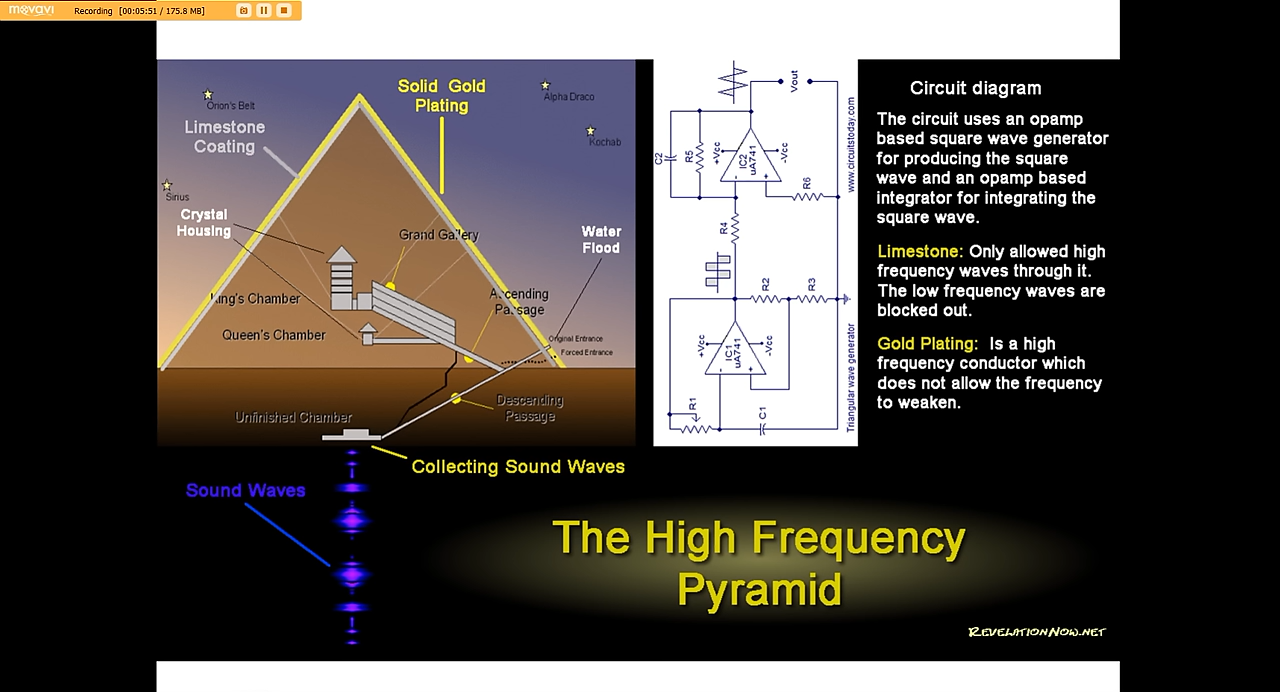 movavi
Recording [00:05:51 / 175.8 MB]
Orion's Belt
Limestone
Coating
Solid Gold
Plating
Alpha Draco
Kochab
Sirius
Crystal
Housing
Grand Gallery
Water
Flood
King's Chamber
Ascending
Passage
Queen's Chamber
Original Entrance
Forced Entrance
Unfinished Chamber
Descending
Passage
Collecting Sound Waves
Sound Waves
Vout
C2
R5
+Vcc
IC2
uA741
-Vcc
-
+
R6
www.circuitstoday.com
R4
R2
R3
+Vcc
IC1
uA741
-Vcc
-
+
R1
C1
Triangular wave generator
Circuit diagram
The circuit uses an opamp
based square wave generator
for producing the square
wave and an opamp based
integrator for integrating the
square wave.
Limestone: Only allowed high
frequency waves through it.
The low frequency waves are
blocked out.
Gold Plating: Is a high
frequency conductor which
does not allow the frequency
to weaken.
The High Frequency
Pyramid
RevelationNow.net